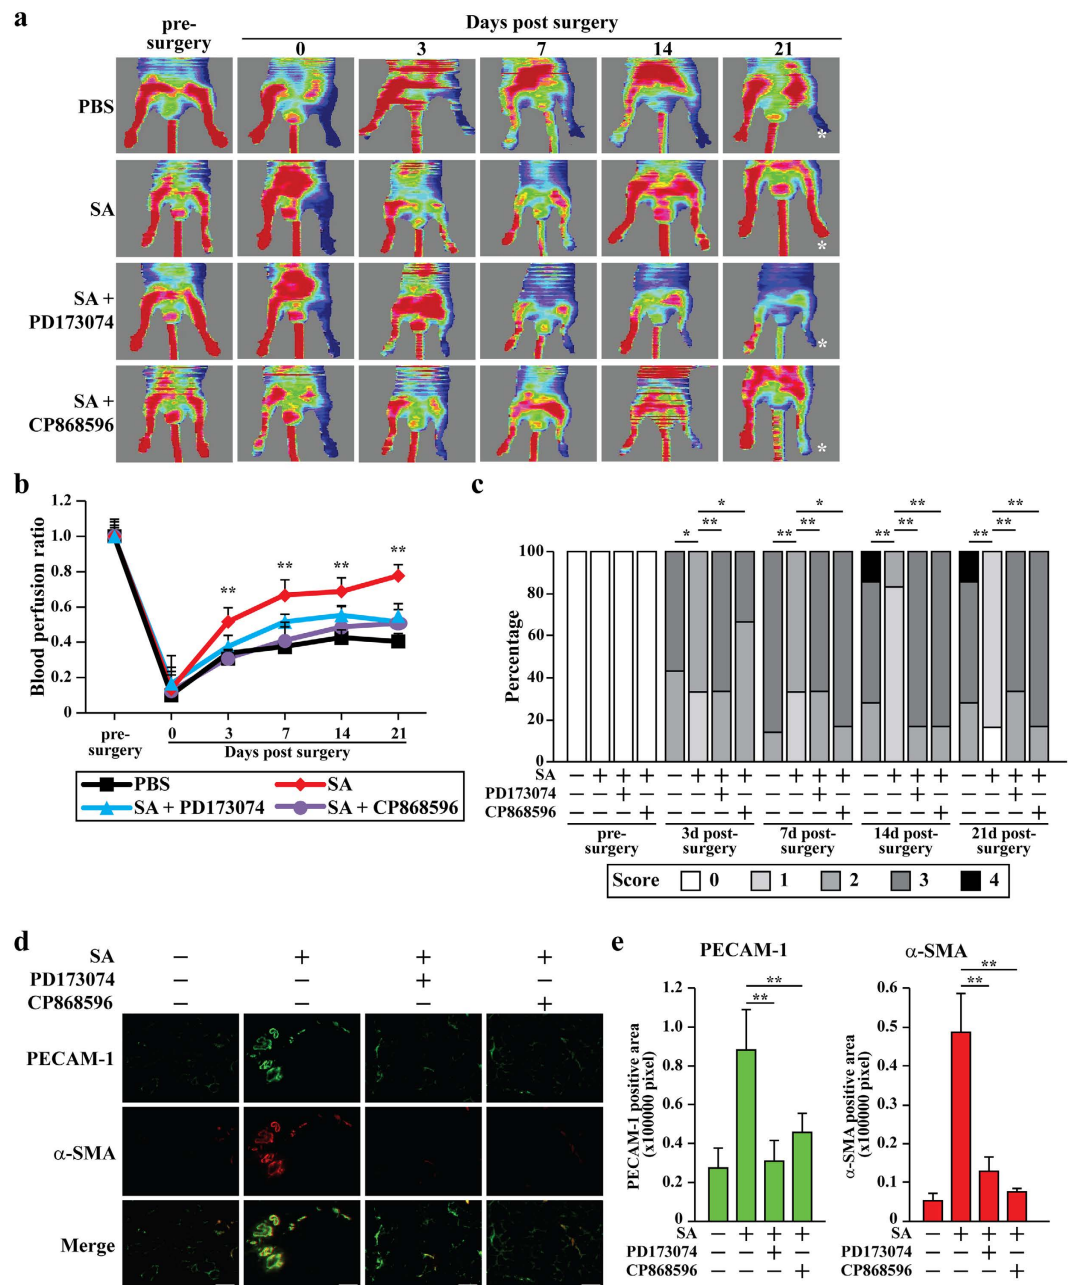 a
pre-
surgery
Days post surgery
0 3 7 14 21
PBS
*
SA
*
SA +
PD173074
*
SA +
CP868596
*
b
Blood perfusion ratio
1.2
1.0
0.8
0.6
0.4
0.2
0
** ** ** **
pre-
surgery
0 3 7 14 21
Days post surgery
PBS SA
SA + PD173074 SA + CP868596
c
Percentage
100
80
60
40
20
0
* * ** **
* ** ** ** ** ** ** **
SA − + + + − + + + − + + + − + + + − + + +
PD173074 − − + − − − + − − − + − − − + − − − + −
CP868596 − − − + − − − + − − − + − − − + − − − +
pre-
surgery
3d post-
surgery
7d post-
surgery
14d post-
surgery
21d post-
surgery
Score 0 1 2 3 4
d
SA − + + +
PD173074 − − + −
CP868596 − − − +
PECAM-1
α-SMA
Merge
e
PECAM-1
PECAM-1 positive area
(x100000 pixel)
1.2
1.0
0.8
0.6
0.4
0.2
0
**
**
− + + + SA
− − + − PD173074
− − − + CP868596
α-SMA
α-SMA positive area
(x100000 pixel)
0.6
0.5
0.4
0.3
0.2
0.1
0
**
**
− + + +
− − + −
− − − +